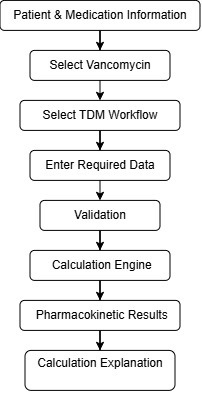 Patient & Medication Information
Select Vancomycin
Select TDM Workflow
Enter Required Data
Validation
Calculation Engine
Pharmacokinetic Results
Calculation Explanation